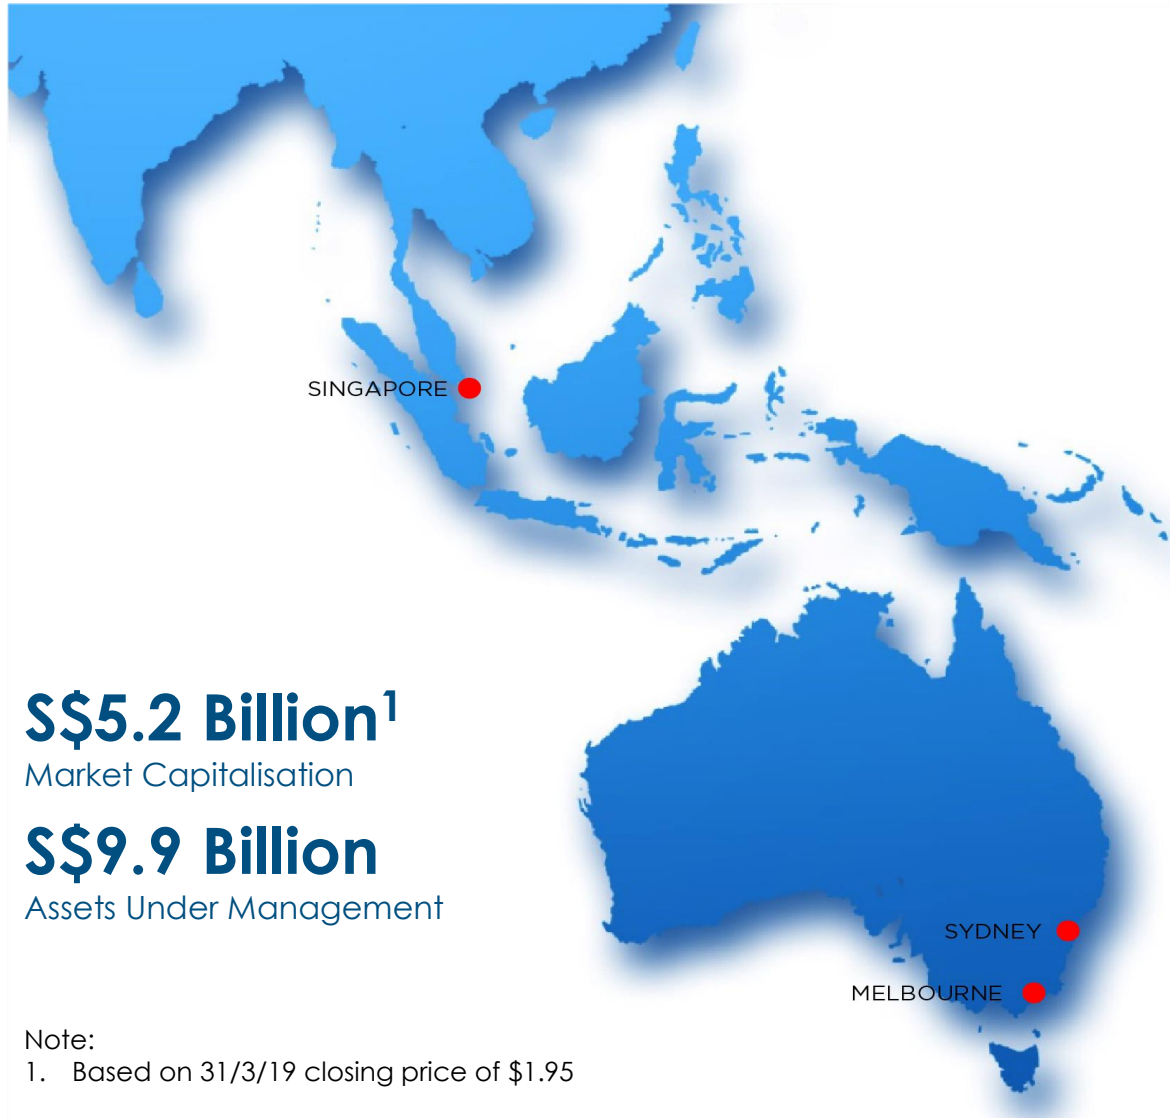 SINGAPORE
S$5.2 Billion¹
Market Capitalisation
S$9.9 Billion
Assets Under Management
SYDNEY
MELBOURNE
Note:
1. Based on 31/3/19 closing price of $1.95